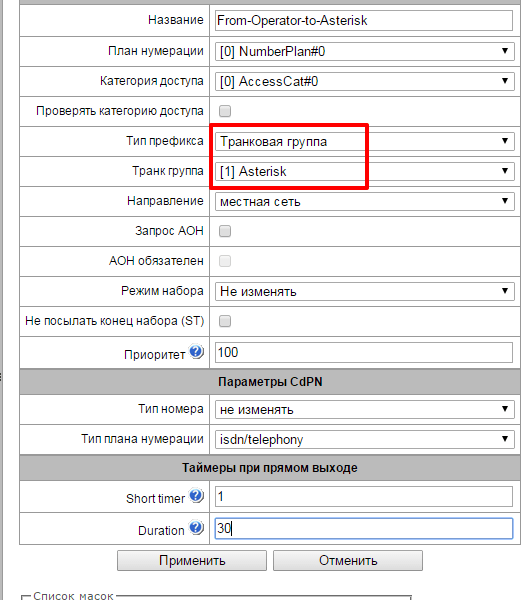 Название From-Operator-to-Asterisk
План нумерации [0] NumberPlan#0
Категория доступа [0] AccessCat#0
Проверять категорию доступа
Тип префикса Транковая группа
Транк группа [1] Asterisk
Направление местная сеть
Запрос АОН
АОН обязателен
Режим набора Не изменять
Не посылать конец набора (ST)
Приоритет 100
Параметры CdPN
Тип номера не изменять
Тип плана нумерации isdn/telephony
Таймеры при прямом выходе
Short timer 1
Duration 30
Применить Отменить
Список масок